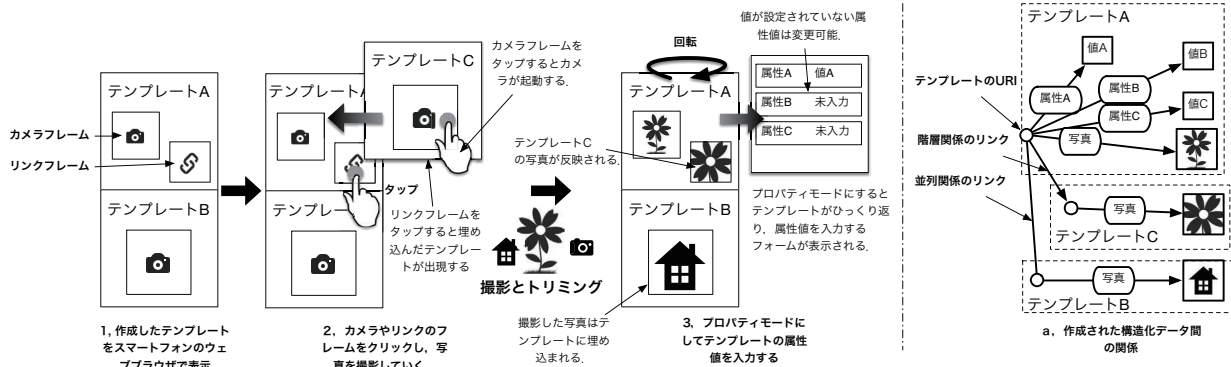 テンプレートA
カメラフレーム
リンクフレーム
テンプレートB
1, 作成したテンプレート
をスマートフォンのウェ
ブブラウザで表示
テンプレートC
テンプレート
タップ
テンプレー
カメラフレームを
タップするとカメ
ラが起動する.
リンクフレームを
タップすると埋め
込んだテンプレー
トが出現する
2, カメラやリンクのフ
レームをクリックし, 写
真を撮影していく
撮影とトリミング
回転
テンプレートA
テンプレートC
の写真が反映される.
テンプレートB
撮影した写真はテ
ンプレートに埋め
込まれる.
値が設定されていない属
性値は変更可能.
属性A 値A
属性B 未入力
属性C 未入力
プロパティモードにすると
テンプレートがひっくり返
り, 属性値を入力する
フォームが表示される.
3, プロパティモードに
してテンプレートの属性
値を入力する
テンプレートA
値A
値B
テンプレートのURI
属性A
属性B
属性C
値C
階層関係のリンク
写真
並列関係のリンク
写真
テンプレートC
写真
テンプレートB
a, 作成された構造化データ間
の関係